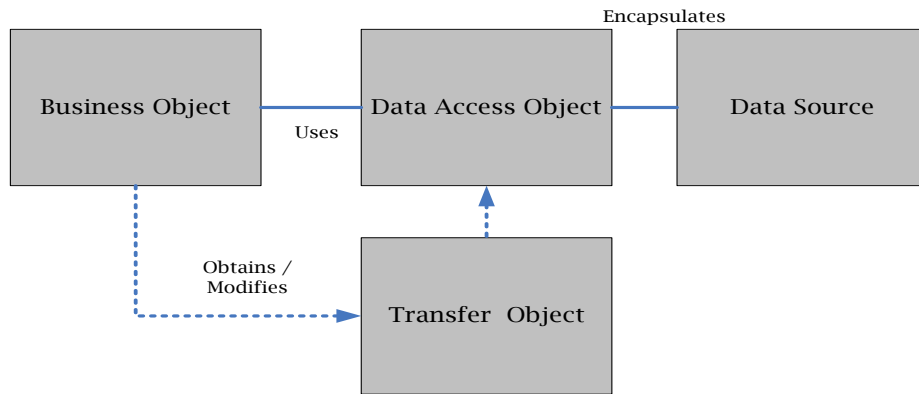 Encapsulates
Business Object
Data Access Object
Data Source
Uses
Obtains /
Modifies
Transfer Object